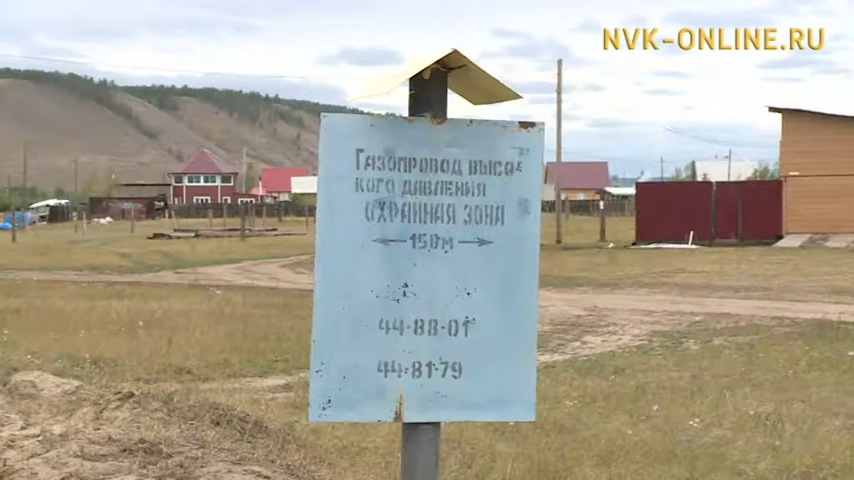 NVK-ONLINE.RU
ГАЗОПРОВОД ВЫСО
КОГО ДАВЛЕНИЯ
ОХРАННАЯ ЗОНА
150м
44-88-01
44-81-79